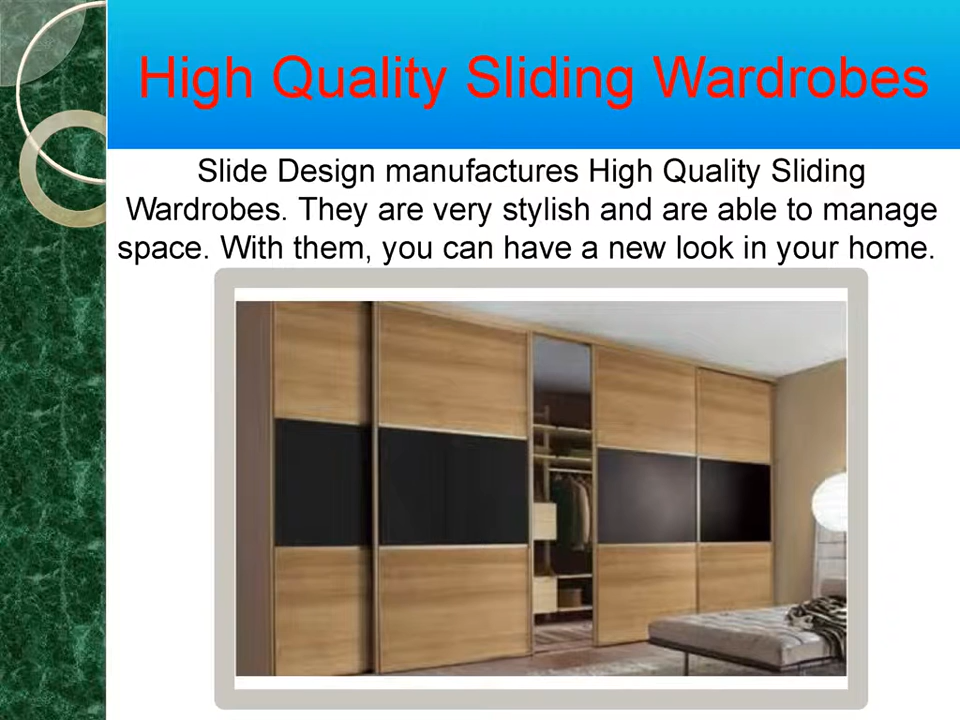 High Quality Sliding Wardrobes
Slide Design manufactures High Quality Sliding
Wardrobes. They are very stylish and are able to manage
space. With them, you can have a new look in your home.